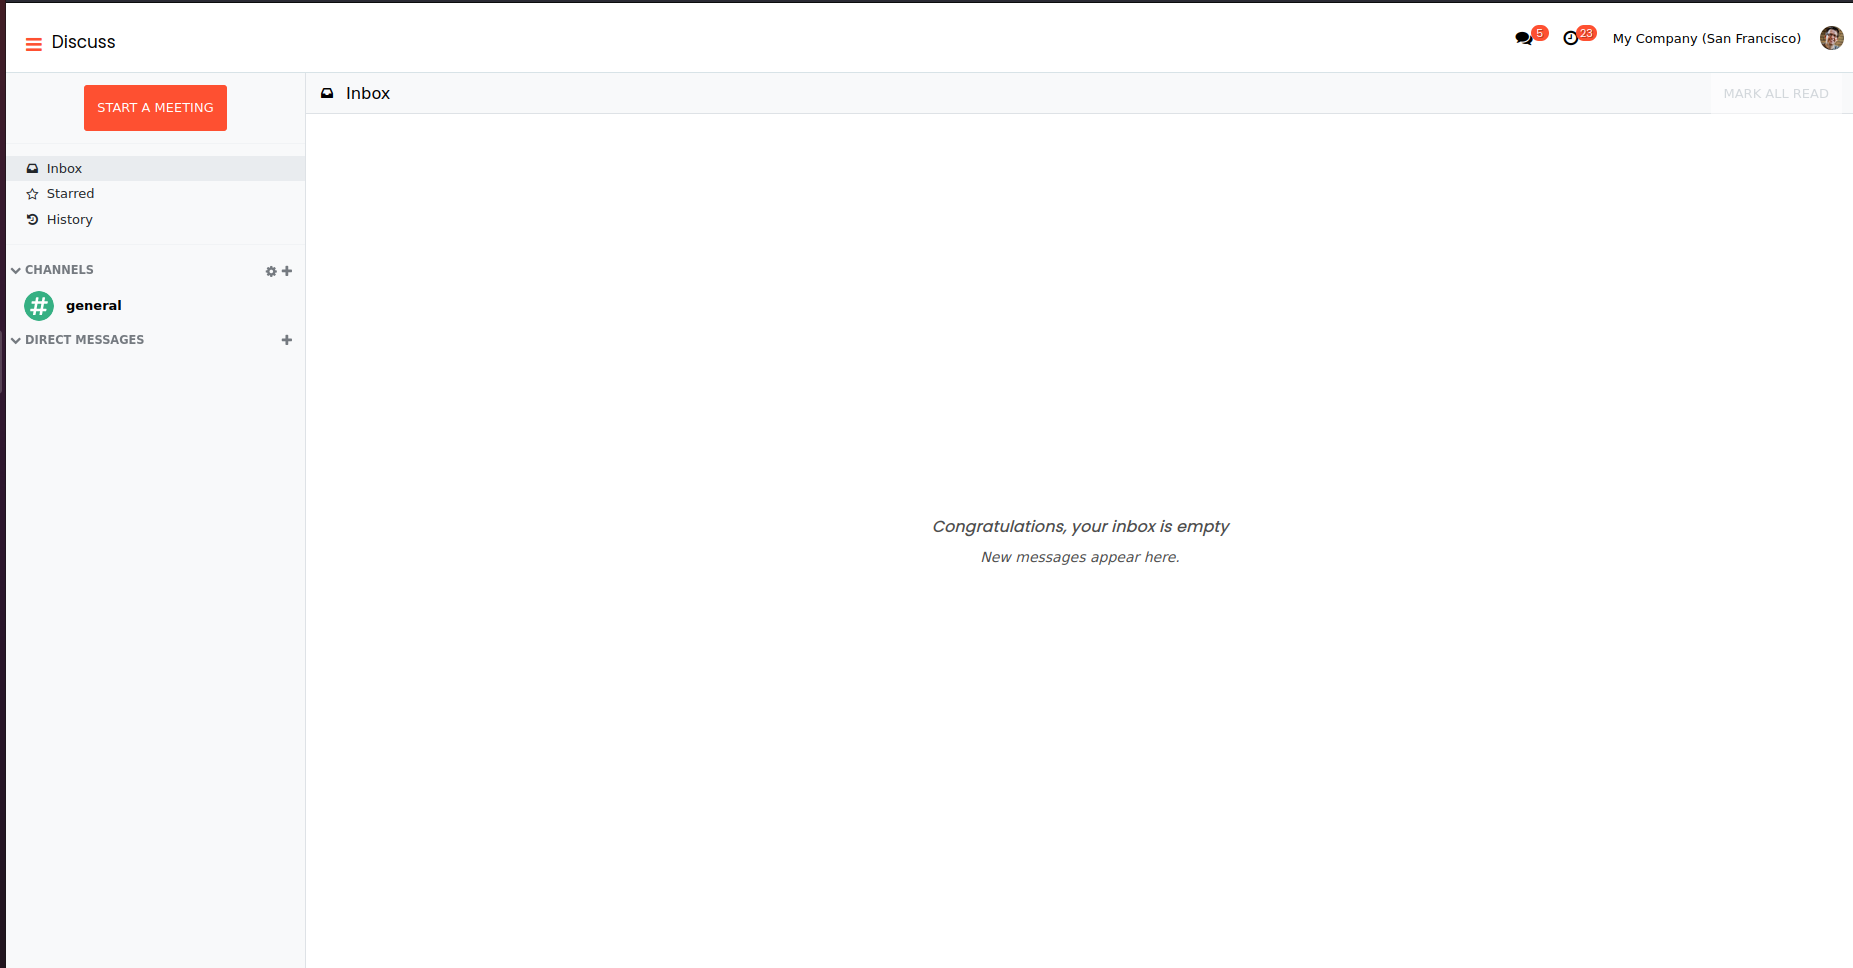 Discuss
5
23
My Company (San Francisco)
START A MEETING
Inbox
MARK ALL READ
Inbox
Starred
History
CHANNELS
general
DIRECT MESSAGES
Congratulations, your inbox is empty
New messages appear here.